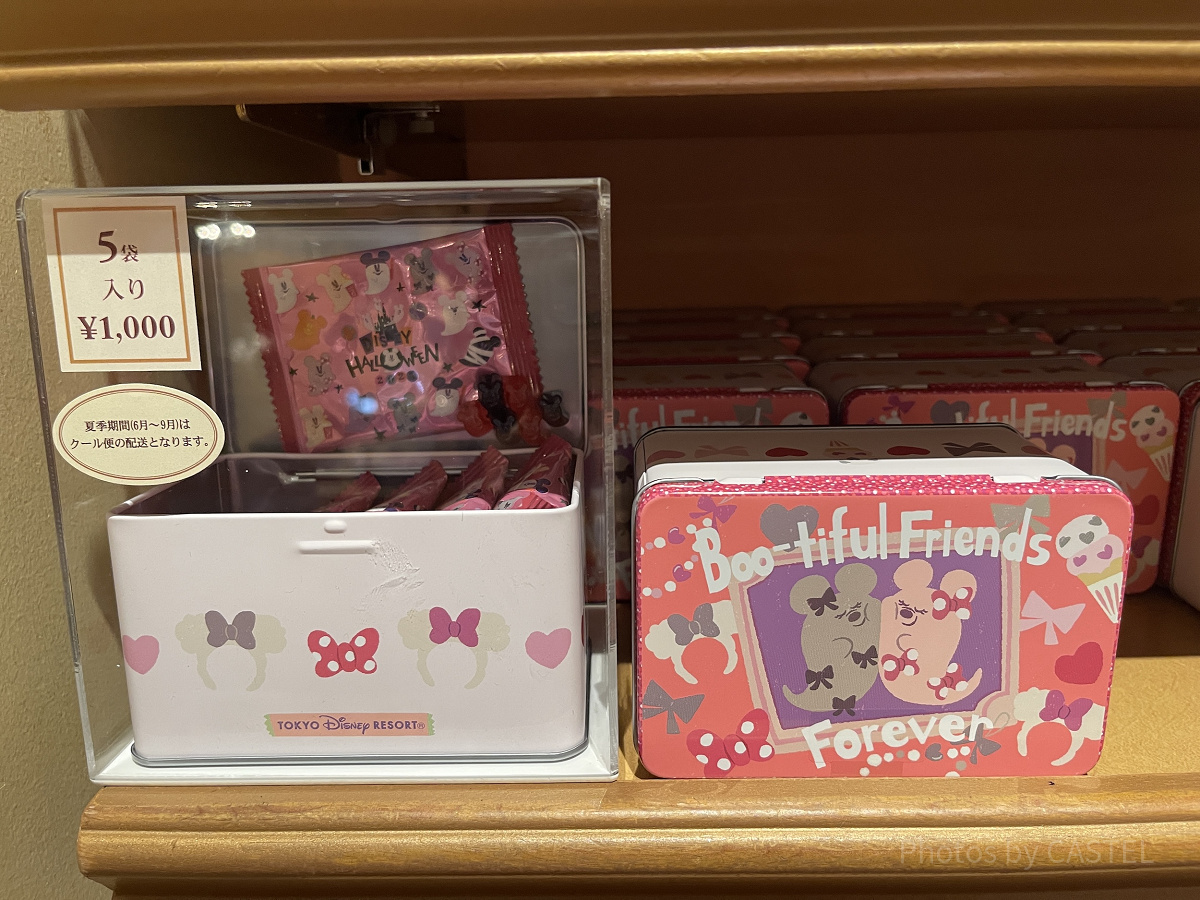 5袋
入り
¥1,000
夏季期間(6月～9月)は
クール便の配送となります。
DISNEY
HALLOWEEN
TOKYO Disney RESORT®
Boo-tiful Friends
Forever
iful Friends
Photos by CASTEL